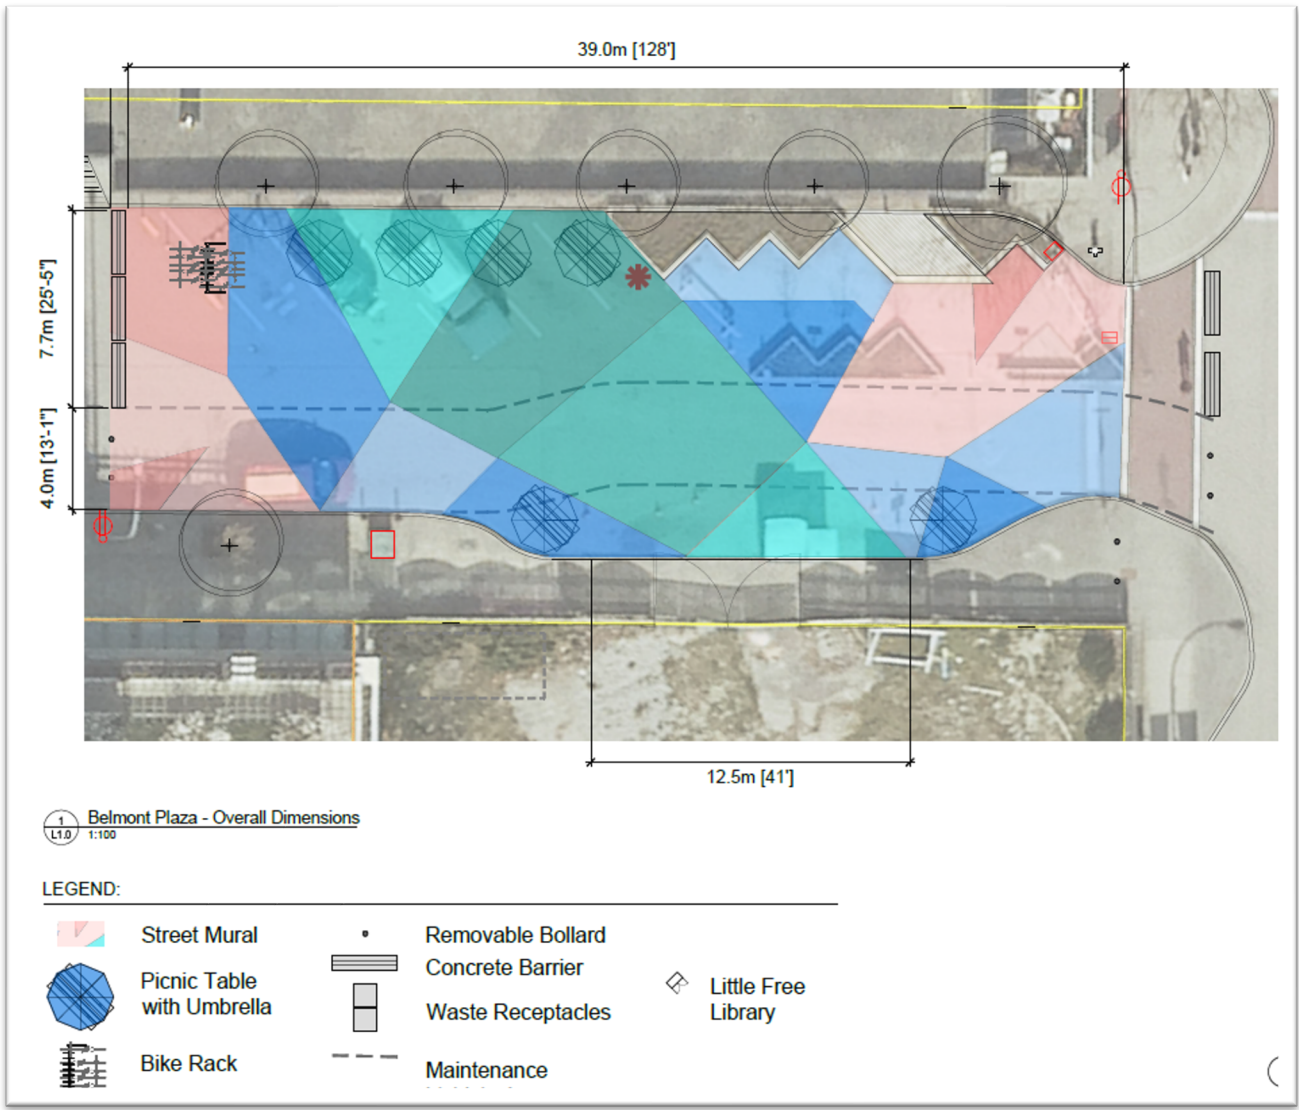 39.0m [128']
7.7m [25'-5"]
4.0m [13'-1"]
12.5m [41']
1
L1.0
Belmont Plaza - Overall Dimensions
1:100
LEGEND:
Street Mural
Picnic Table
with Umbrella
Bike Rack
Removable Bollard
Concrete Barrier
Waste Receptacles
Maintenance
Little Free
Library